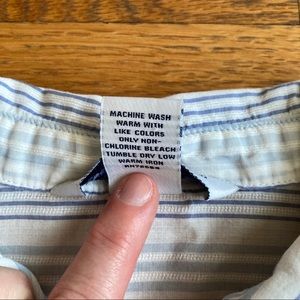 MACHINE WASH
WARM WITH
LIKE COLORS
ONLY NON-
CHLORINE BLEACH
TUMBLE DRY LOW
WARM IRON